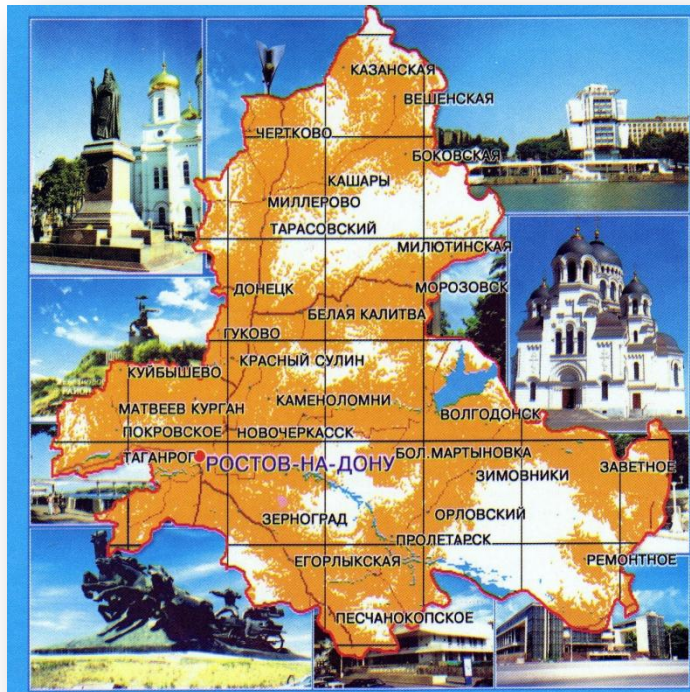 КАЗАНСКАЯ
ВЕШЕНСКАЯ
ЧЕРТКОВО
БОКОВСКАЯ
КАШАРЫ
МИЛЛЕРОВО
ТАРАСОВСКИЙ
МИЛЮТИНСКАЯ
ДОНЕЦК
МОРОЗОВСК
БЕЛАЯ КАЛИТВА
ГУКОВО
КРАСНЫЙ СУЛИН
КУЙБЫШЕВО
КАМЕНОЛОМНИ
МАТВЕЕВ КУРГАН
ВОЛГОДОНСК
ПОКРОВСКОЕ
НОВОЧЕРКАССК
БОЛ.МАРТЫНОВКА
ТАГАНРОГ
РОСТОВ-НА-ДОНУ
ЗИМОВНИКИ
ЗАВЕТНОЕ
ЗЕРНОГРАД
ОРЛОВСКИЙ
ПРОЛЕТАРСК
ЕГОРЛЫКСКАЯ
РЕМОНТНОЕ
ПЕСЧАНОКОПСКОЕ